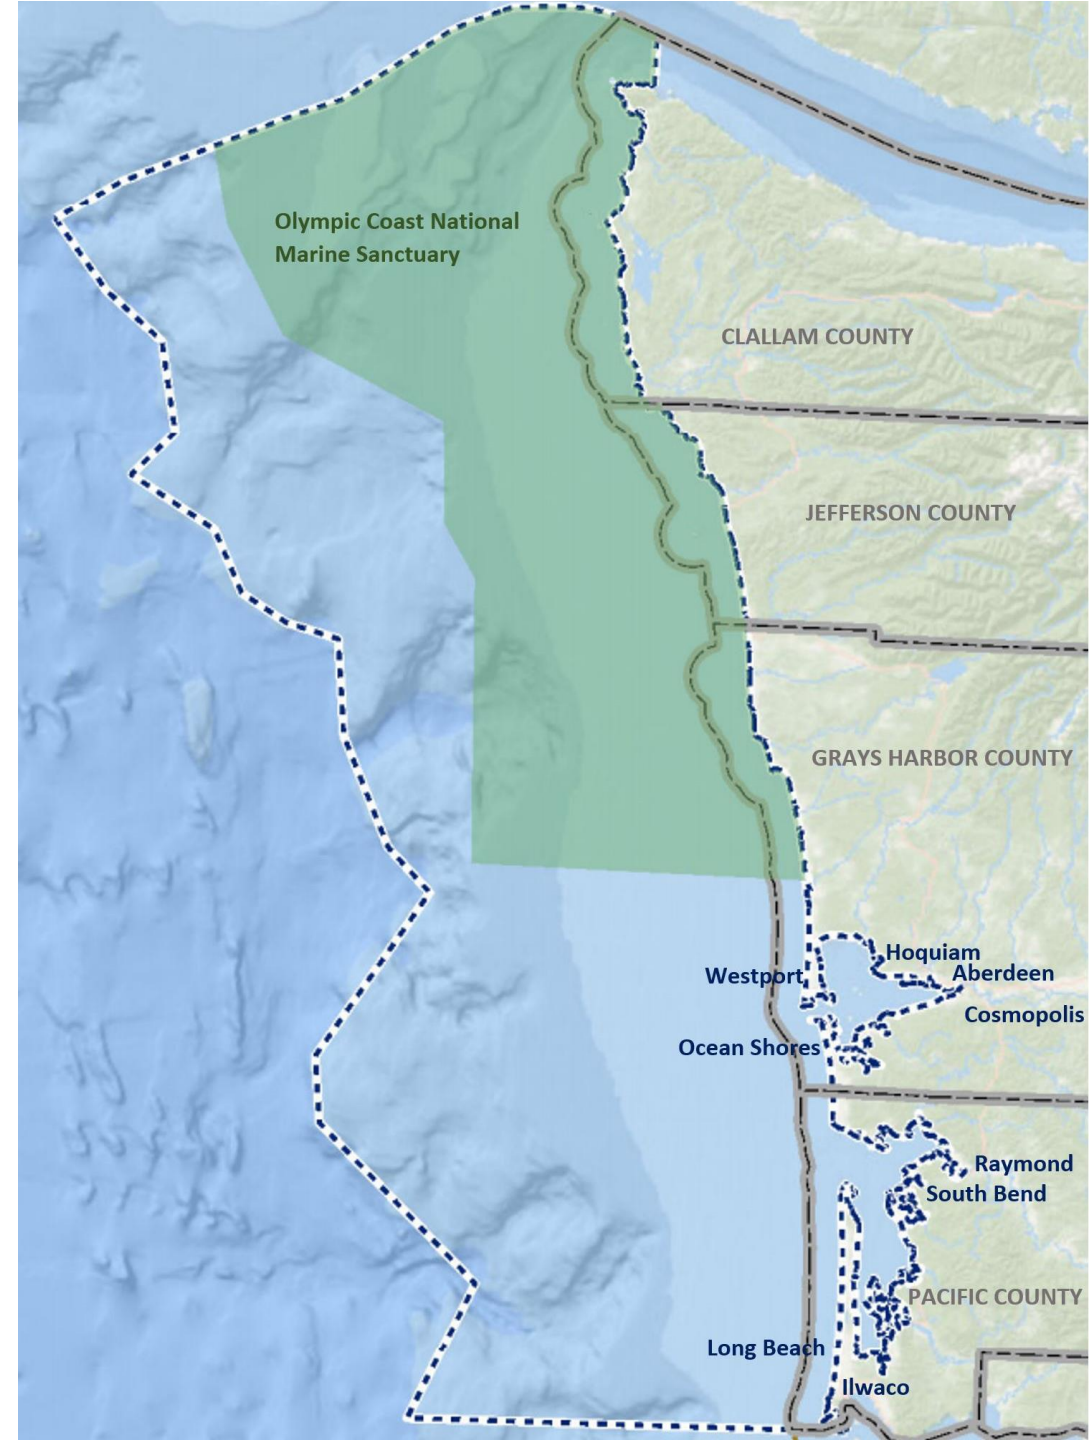 Olympic Coast National
Marine Sanctuary
CLALLAM COUNTY
JEFFERSON COUNTY
GRAYS HARBOR COUNTY
Hoquiam
Westport
Aberdeen
Cosmopolis
Ocean Shores
Raymond
South Bend
PACIFIC COUNTY
Long Beach
Ilwaco